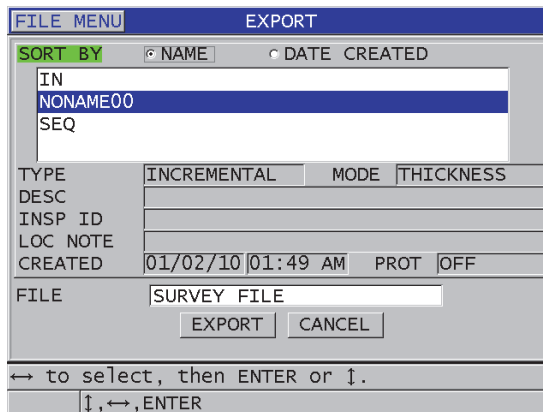 FILE MENU EXPORT
SORT BY NAME DATE CREATED
IN
NONAME00
SEQ
TYPE INCREMENTAL MODE THICKNESS
DESC
INSP ID
LOC NOTE
CREATED 01/02/10 01:49 AM PROT OFF
FILE SURVEY FILE
EXPORT CANCEL
↔ to select, then ENTER or ↕.
↕,↔,ENTER